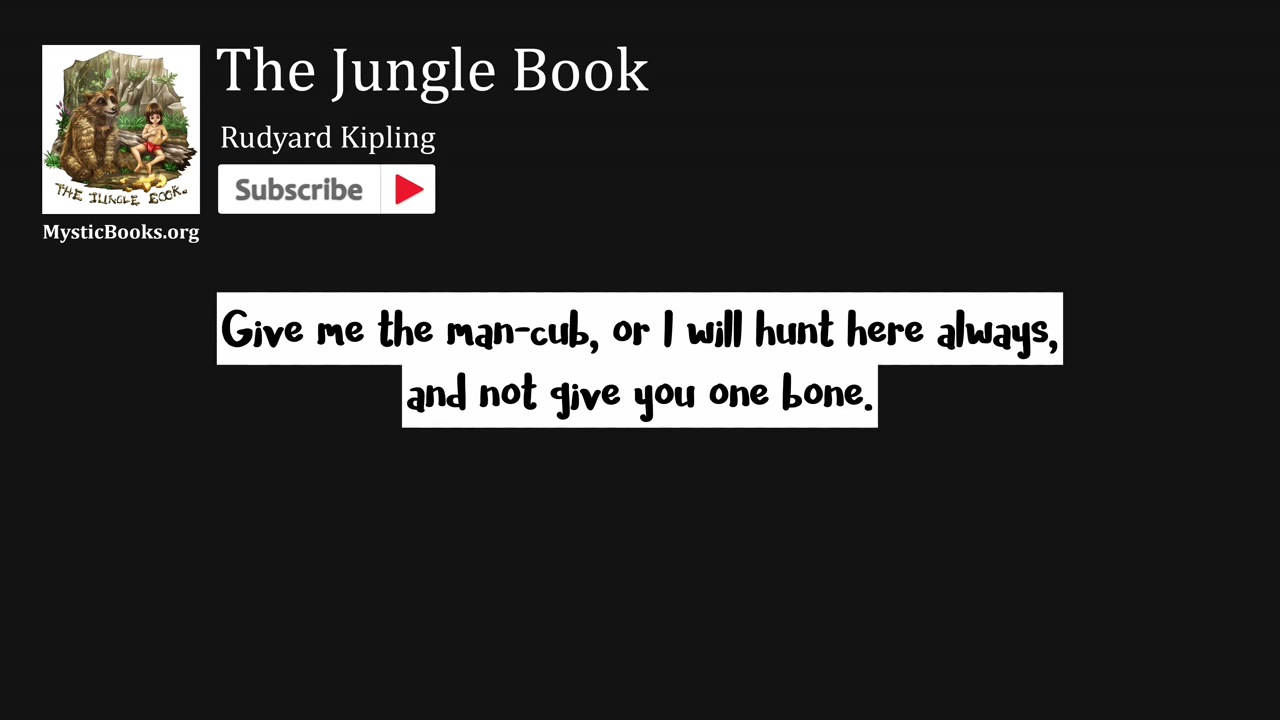 The Jungle Book
Rudyard Kipling
Subscribe
THE JUNGLE BOOK.
MysticBooks.org
Give me the man-cub, or I will hunt here always,
and not give you one bone.